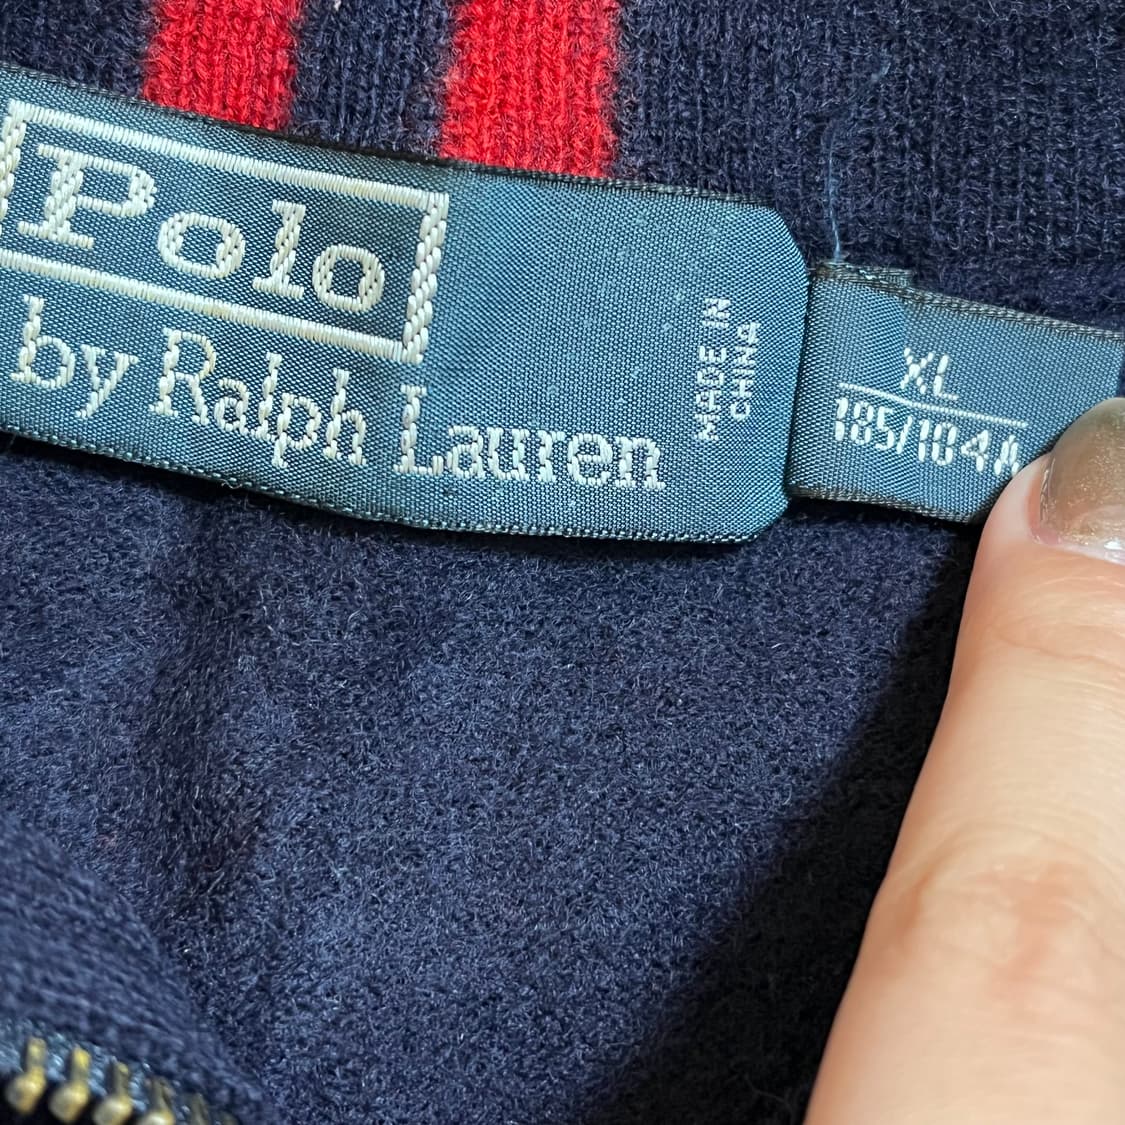 Polo
by Ralph Lauren
MADE IN
CHINA
XL
185/104A